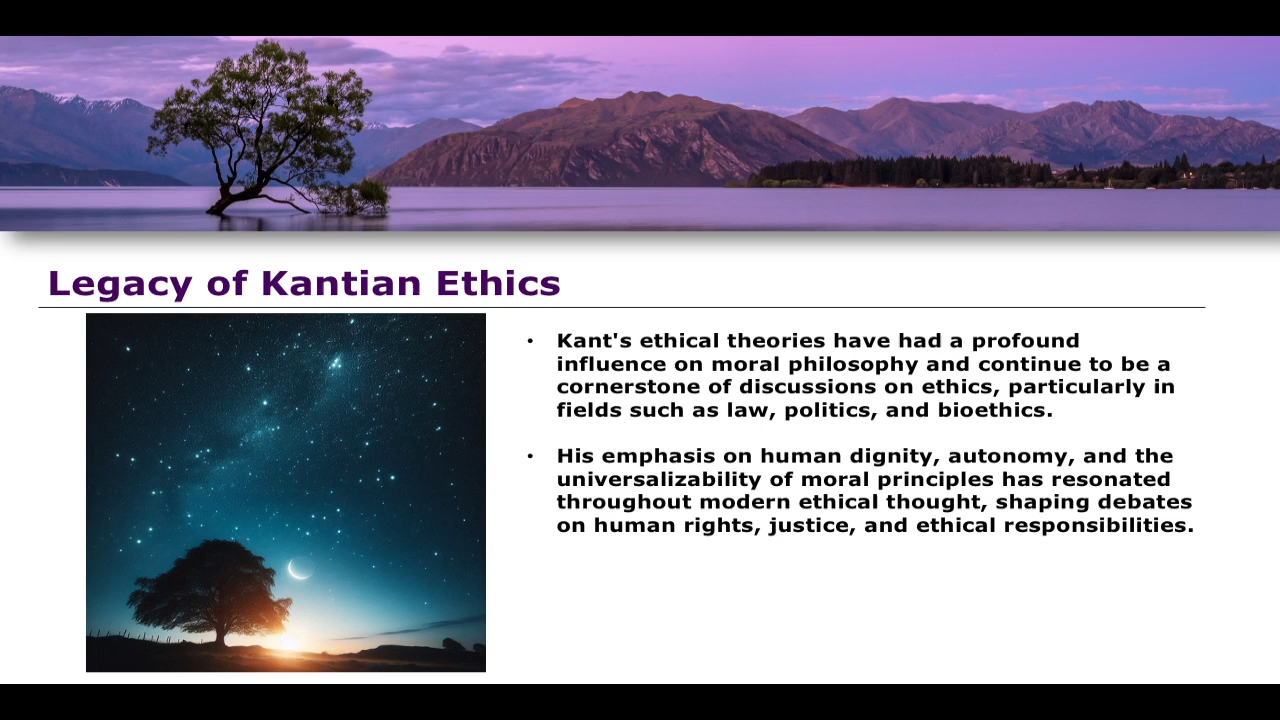 Legacy of Kantian Ethics
• Kant's ethical theories have had a profound
influence on moral philosophy and continue to be a
cornerstone of discussions on ethics, particularly in
fields such as law, politics, and bioethics.
• His emphasis on human dignity, autonomy, and the
universalizability of moral principles has resonated
throughout modern ethical thought, shaping debates
on human rights, justice, and ethical responsibilities.